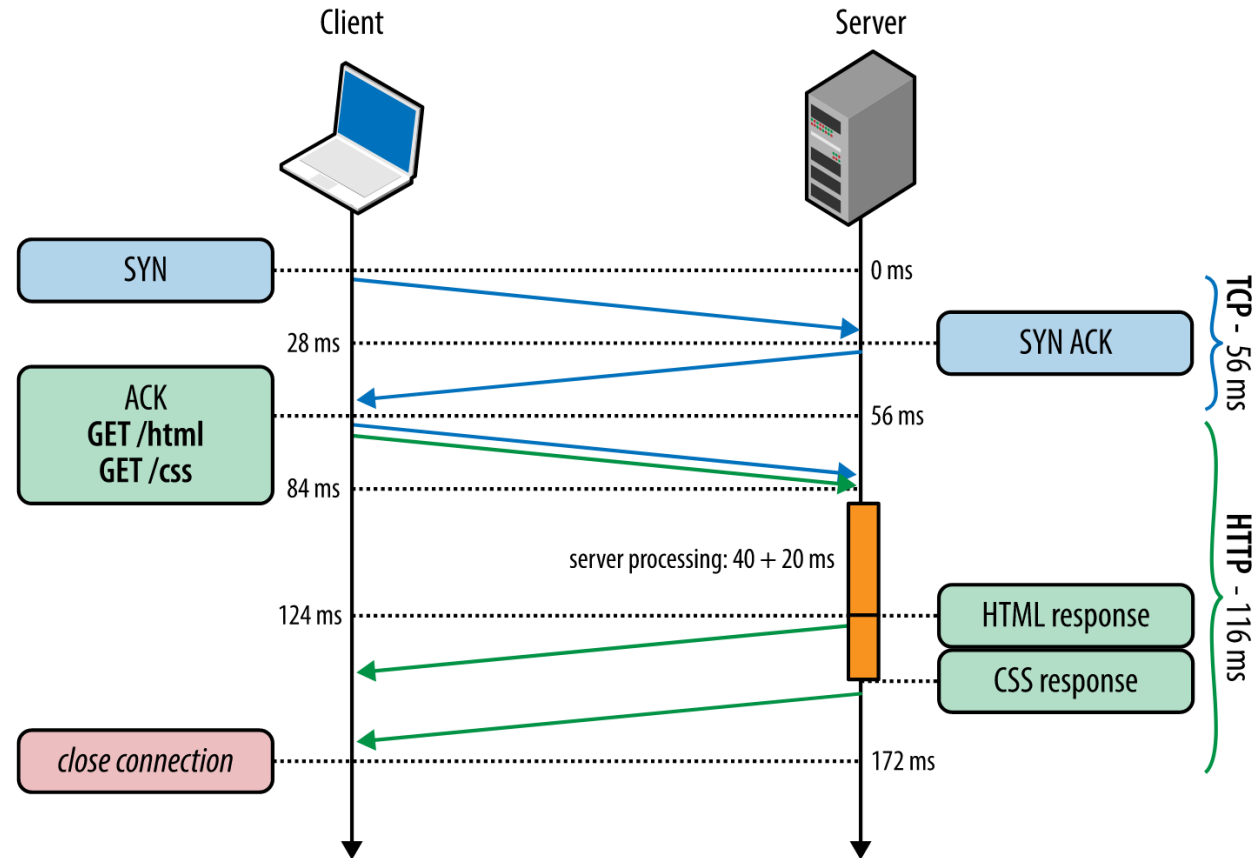 Client
Server
SYN
0 ms
28 ms
SYN ACK
TCP - 56 ms
ACK
GET /html
GET /css
56 ms
84 ms
server processing: 40 + 20 ms
124 ms
HTML response
CSS response
HTTP - 116 ms
close connection
172 ms